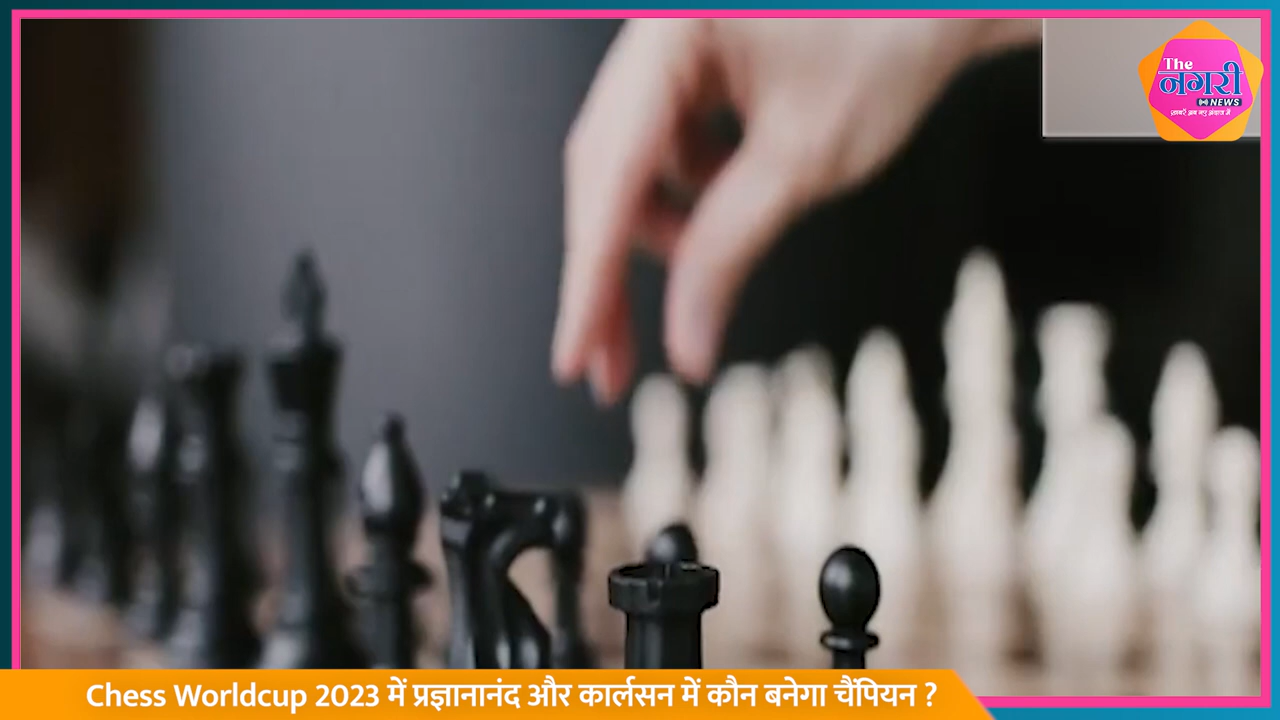 The
नगरी
NEWS
Chess Worldcup 2023 में प्रज्ञानानंद और कार्लसन में कौन बनेगा चैंपियन ?